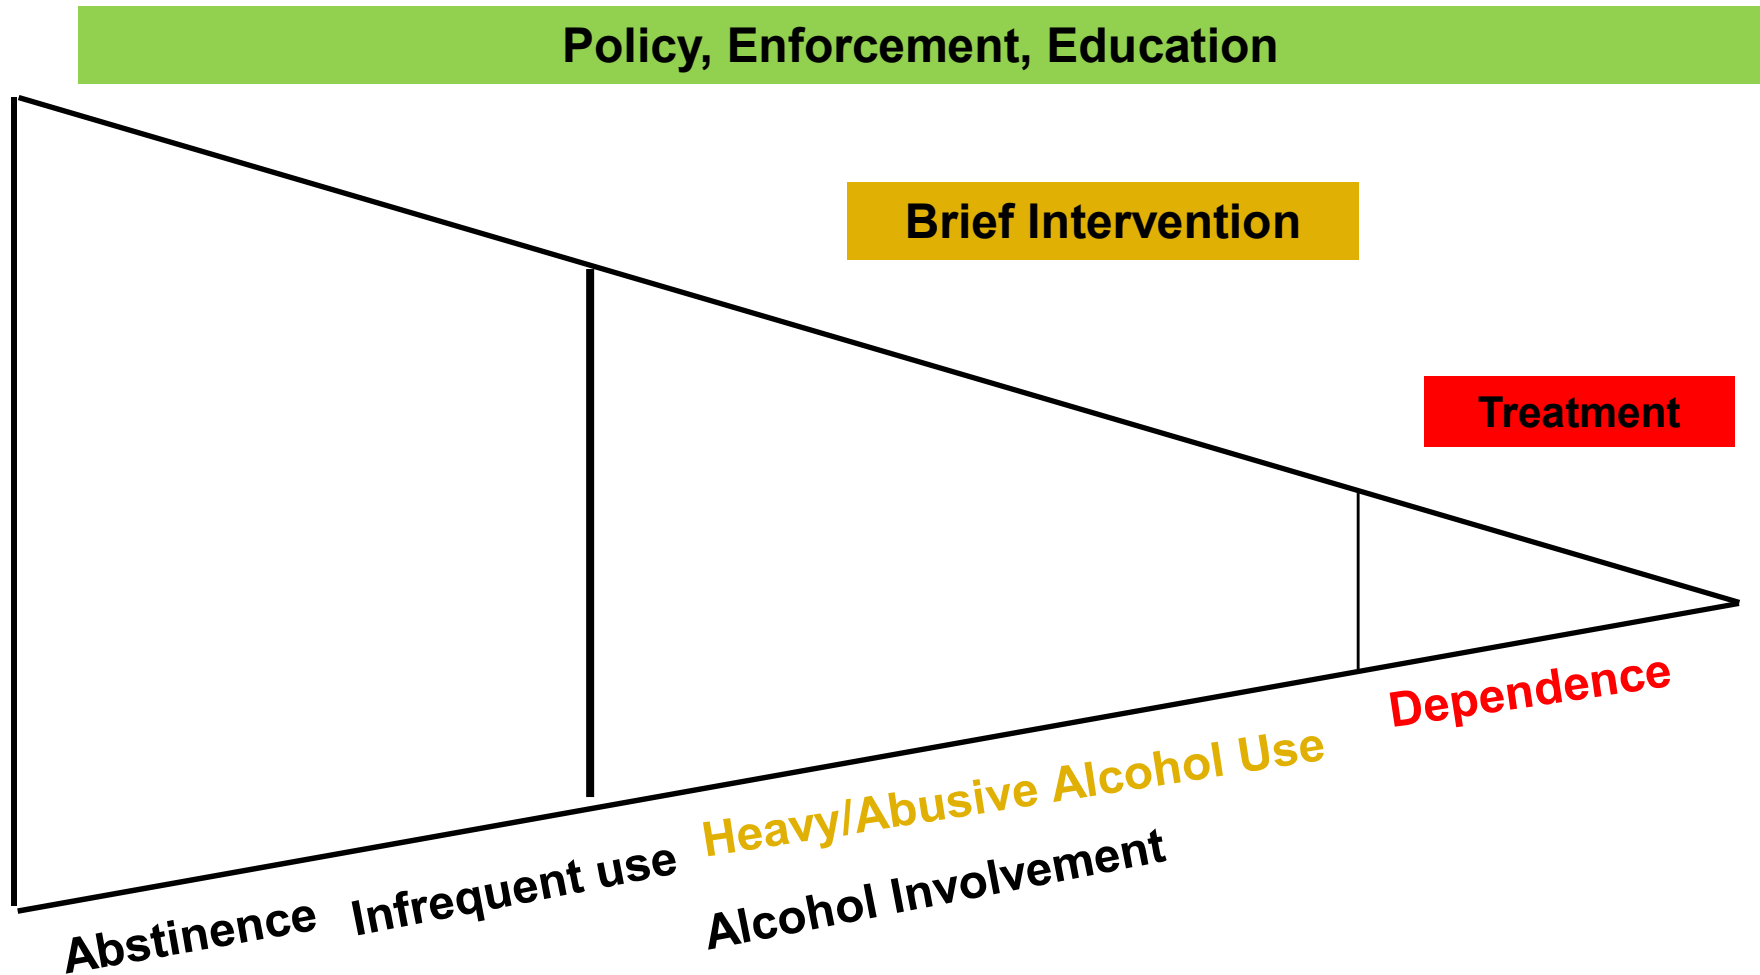 Policy, Enforcement, Education
Brief Intervention
Treatment
Dependence
Heavy/Abusive Alcohol Use
Infrequent use
Abstinence
Alcohol Involvement